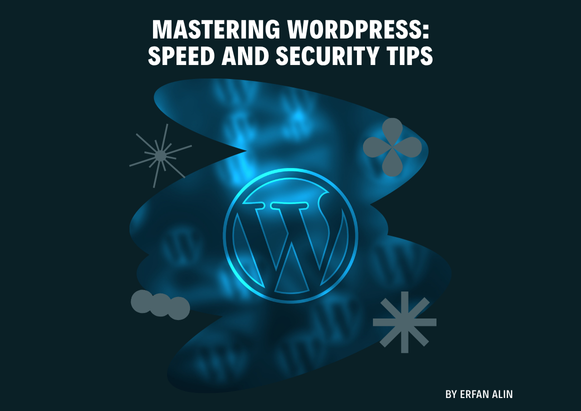 MASTERING WORDPRESS:
SPEED AND SECURITY TIPS
BY ERFAN ALIN